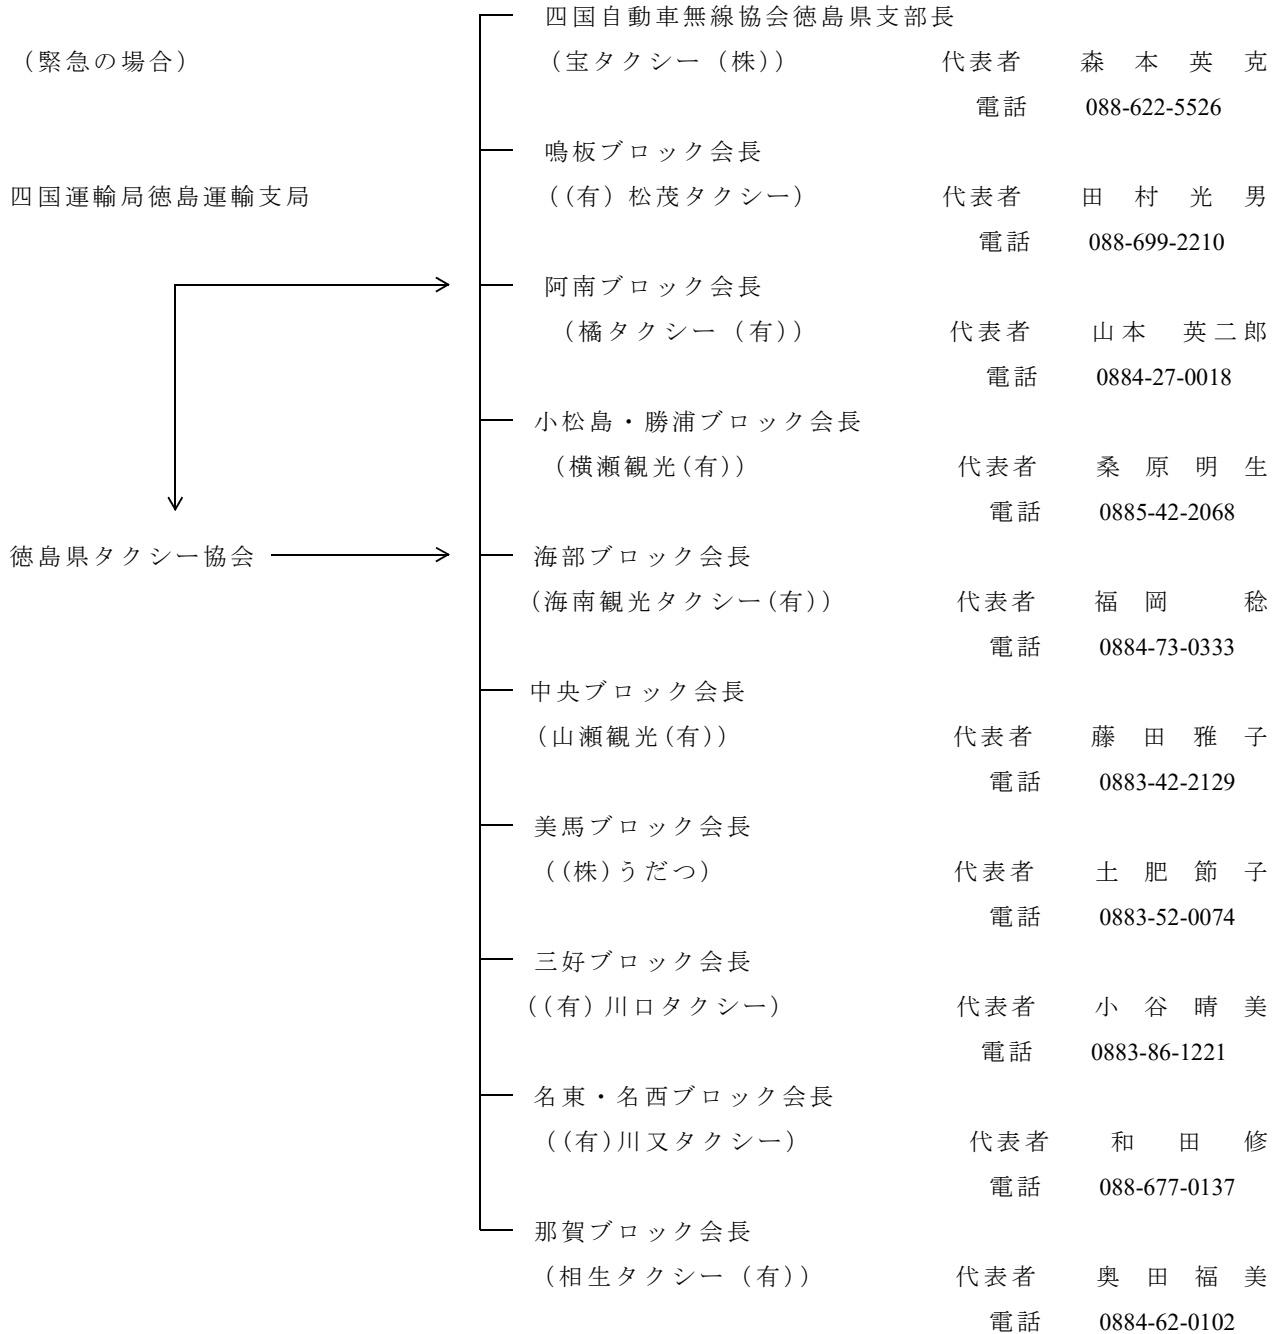 四国自動車無線協会徳島県支部長
（緊急の場合） （宝タクシー（株）） 代表者 森本英克
電話 088-622-5526
鳴板ブロック会長
四国運輸局徳島運輸支局 （(有）松茂タクシー） 代表者 田村光男
電話 088-699-2210
阿南ブロック会長
（橘タクシー（有）） 代表者 山本 英二郎
電話 0884-27-0018
小松島・勝浦ブロック会長
（横瀬観光(有)） 代表者 桑原明生
電話 0885-42-2068
徳島県タクシー協会 海部ブロック会長
（海南観光タクシー(有)） 代表者 福岡 稔
電話 0884-73-0333
中央ブロック会長
（山瀬観光(有)） 代表者 藤田雅子
電話 0883-42-2129
美馬ブロック会長
（(株)うだつ） 代表者 土肥節子
電話 0883-52-0074
三好ブロック会長
（(有）川口タクシー） 代表者 小谷晴美
電話 0883-86-1221
名東・名西ブロック会長
（(有)川又タクシー） 代表者 和田修
電話 088-677-0137
那賀ブロック会長
（相生タクシー（有）） 代表者 奥田福美
電話 0884-62-0102